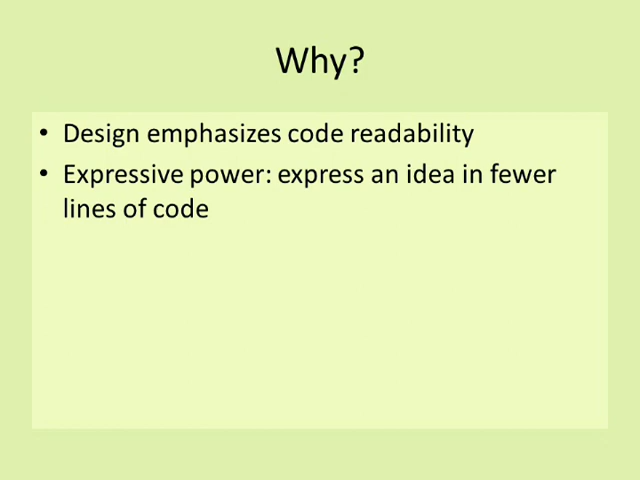 Why?
• Design emphasizes code readability
• Expressive power: express an idea in fewer
lines of code